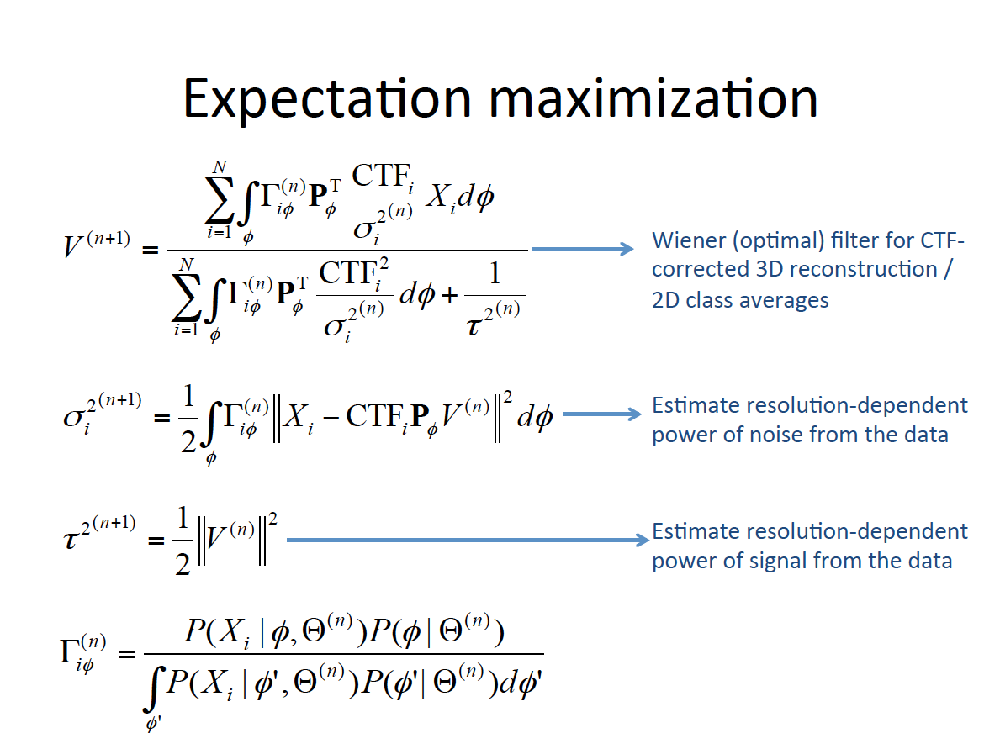 Expectation maximization
V^{(n+1)} = \frac{\sum_{i=1}^{N} \int_{\phi} \Gamma_{i\phi}^{(n)} \mathbf{P}_{\phi}^{\mathrm{T}} \frac{\mathrm{CTF}_i}{\sigma_i^{2^{(n)}}} X_i d\phi}{\sum_{i=1}^{N} \int_{\phi} \Gamma_{i\phi}^{(n)} \mathbf{P}_{\phi}^{\mathrm{T}} \frac{\mathrm{CTF}_i^2}{\sigma_i^{2^{(n)}}} d\phi + \frac{1}{\tau^{2^{(n)}}}}
Wiener (optimal) filter for CTF-
corrected 3D reconstruction /
2D class averages
\sigma_i^{2^{(n+1)}} = \frac{1}{2} \int_{\phi} \Gamma_{i\phi}^{(n)} \left\| X_i - \mathrm{CTF}_i \mathbf{P}_{\phi} V^{(n)} \right\|^2 d\phi
Estimate resolution-dependent
power of noise from the data
\tau^{2^{(n+1)}} = \frac{1}{2} \left\| V^{(n)} \right\|^2
Estimate resolution-dependent
power of signal from the data
\Gamma_{i\phi}^{(n)} = \frac{P(X_i | \phi, \Theta^{(n)}) P(\phi | \Theta^{(n)})}{\int_{\phi'} P(X_i | \phi', \Theta^{(n)}) P(\phi' | \Theta^{(n)}) d\phi'}